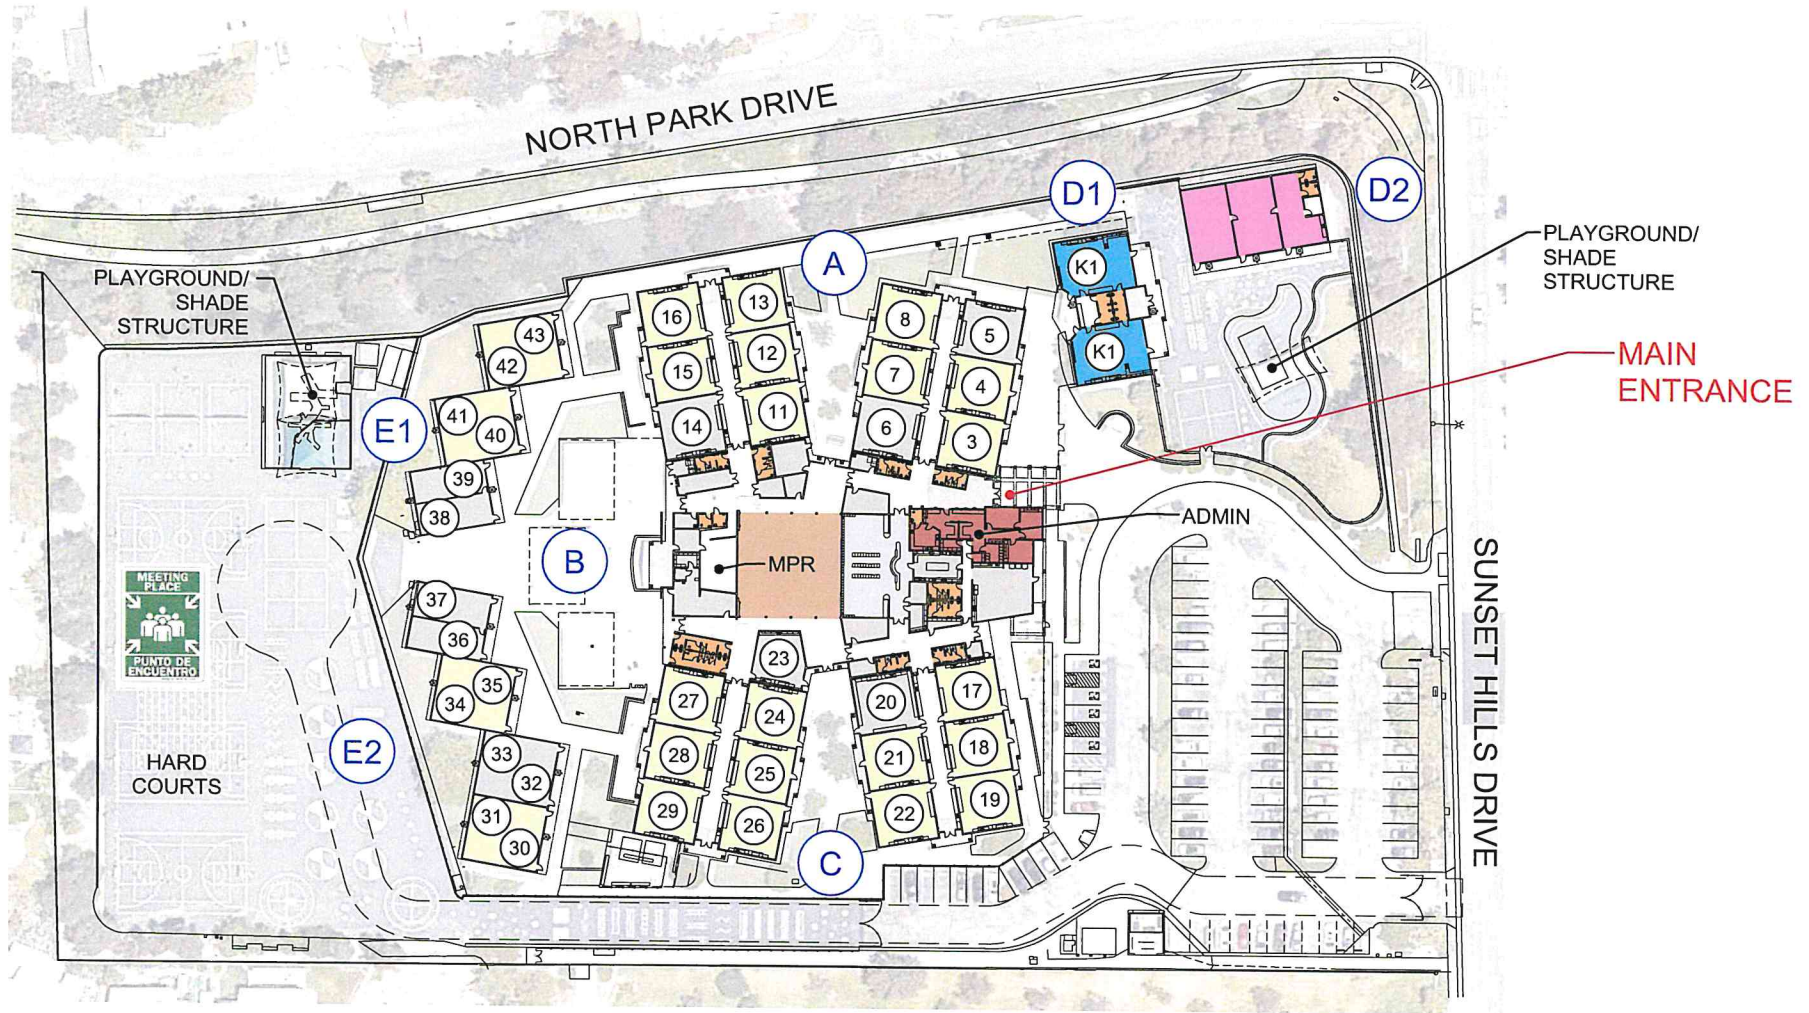 NORTH PARK DRIVE
D1
D2
PLAYGROUND/
SHADE
STRUCTURE
A
K1
K1
PLAYGROUND/
SHADE
STRUCTURE
MAIN
ENTRANCE
16
13
15
12
14
11
8
5
7
4
6
3
43
42
41
40
39
38
E1
B
MPR
ADMIN
SUNSET HILLS DRIVE
MEETING
PLACE
PUNTO DE
ENCUENTRO
37
36
35
34
33
32
31
30
E2
HARD
COURTS
23
27
24
28
25
29
26
20
17
21
18
22
19
C